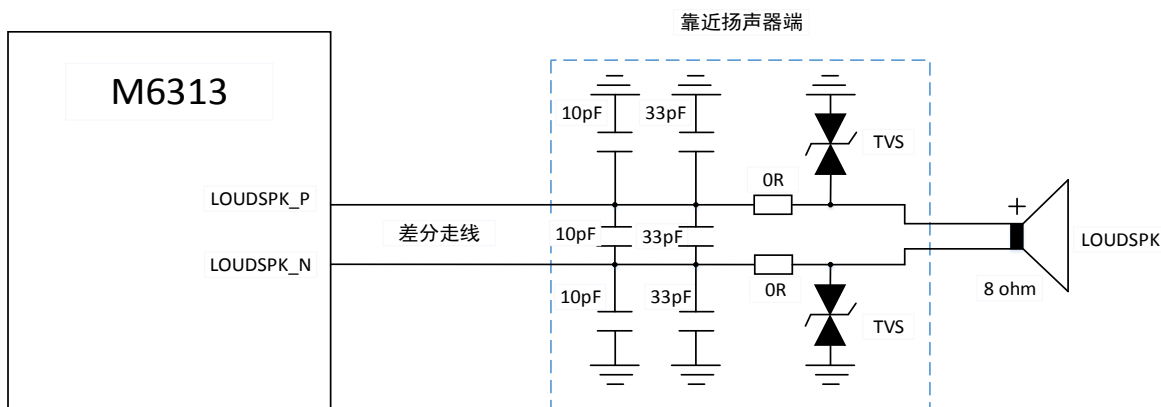 靠近扬声器端
M6313
10pF
33pF
TVS
0R
LOUDSPK_P
+
差分走线
10pF
33pF
LOUDSPK
LOUDSPK_N
0R
8 ohm
10pF
33pF
TVS